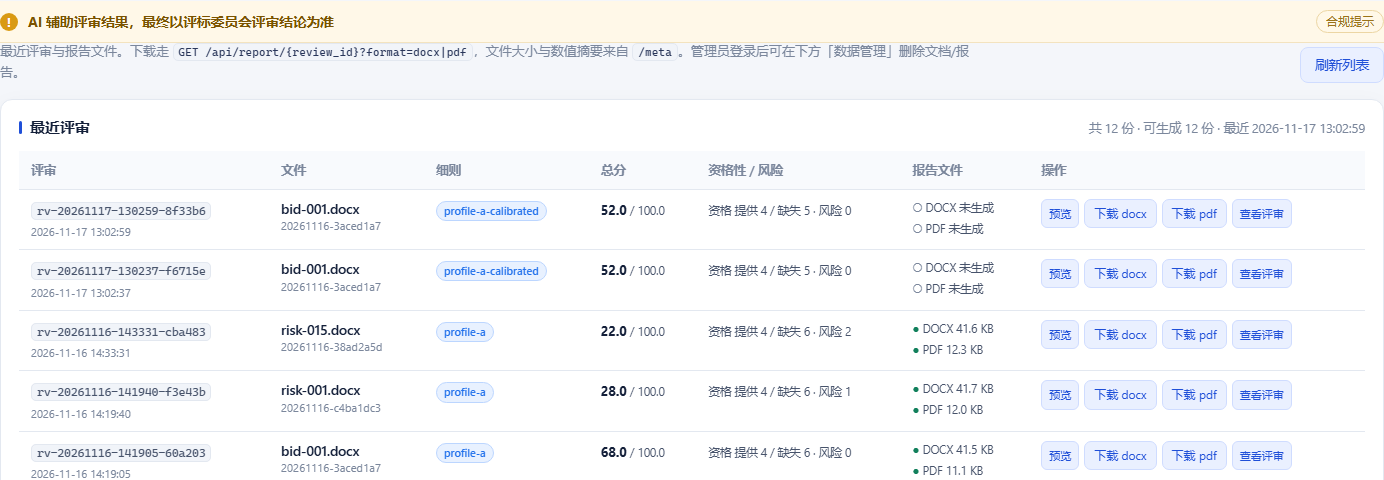 ! AI 辅助评审结果，最终以评标委员会评审结论为准 合规提示
最近评审与报告文件。下载走 GET /api/report/{review_id}?format=docx|pdf，文件大小与数值摘要来自 /meta。管理员登录后可在下方「数据管理」删除文档/报
告。
刷新列表
最近评审 共 12 份 · 可生成 12 份 · 最近 2026-11-17 13:02:59
评审 文件 细则 总分 资格性 / 风险 报告文件 操作
rv-20261117-130259-8f33b6 bid-001.docx profile-a-calibrated 52.0 / 100.0 资格 提供 4 / 缺失 5 · 风险 0 DOCX 未生成 预览 下载 docx 下载 pdf 查看评审
2026-11-17 13:02:59 20261116-3aced1a7 PDF 未生成
rv-20261117-130237-f6715e bid-001.docx profile-a-calibrated 52.0 / 100.0 资格 提供 4 / 缺失 5 · 风险 0 DOCX 未生成 预览 下载 docx 下载 pdf 查看评审
2026-11-17 13:02:37 20261116-3aced1a7 PDF 未生成
rv-20261116-143331-cba483 risk-015.docx profile-a 22.0 / 100.0 资格 提供 4 / 缺失 6 · 风险 2 DOCX 41.6 KB 预览 下载 docx 下载 pdf 查看评审
2026-11-16 14:33:31 20261116-38ad2a5d PDF 12.3 KB
rv-20261116-141940-f3e43b risk-001.docx profile-a 28.0 / 100.0 资格 提供 4 / 缺失 6 · 风险 1 DOCX 41.7 KB 预览 下载 docx 下载 pdf 查看评审
2026-11-16 14:19:40 20261116-c4ba1dc3 PDF 12.0 KB
rv-20261116-141905-60a203 bid-001.docx profile-a 68.0 / 100.0 资格 提供 4 / 缺失 6 · 风险 0 DOCX 41.5 KB 预览 下载 docx 下载 pdf 查看评审
2026-11-16 14:19:05 20261116-3aced1a7 PDF 11.1 KB